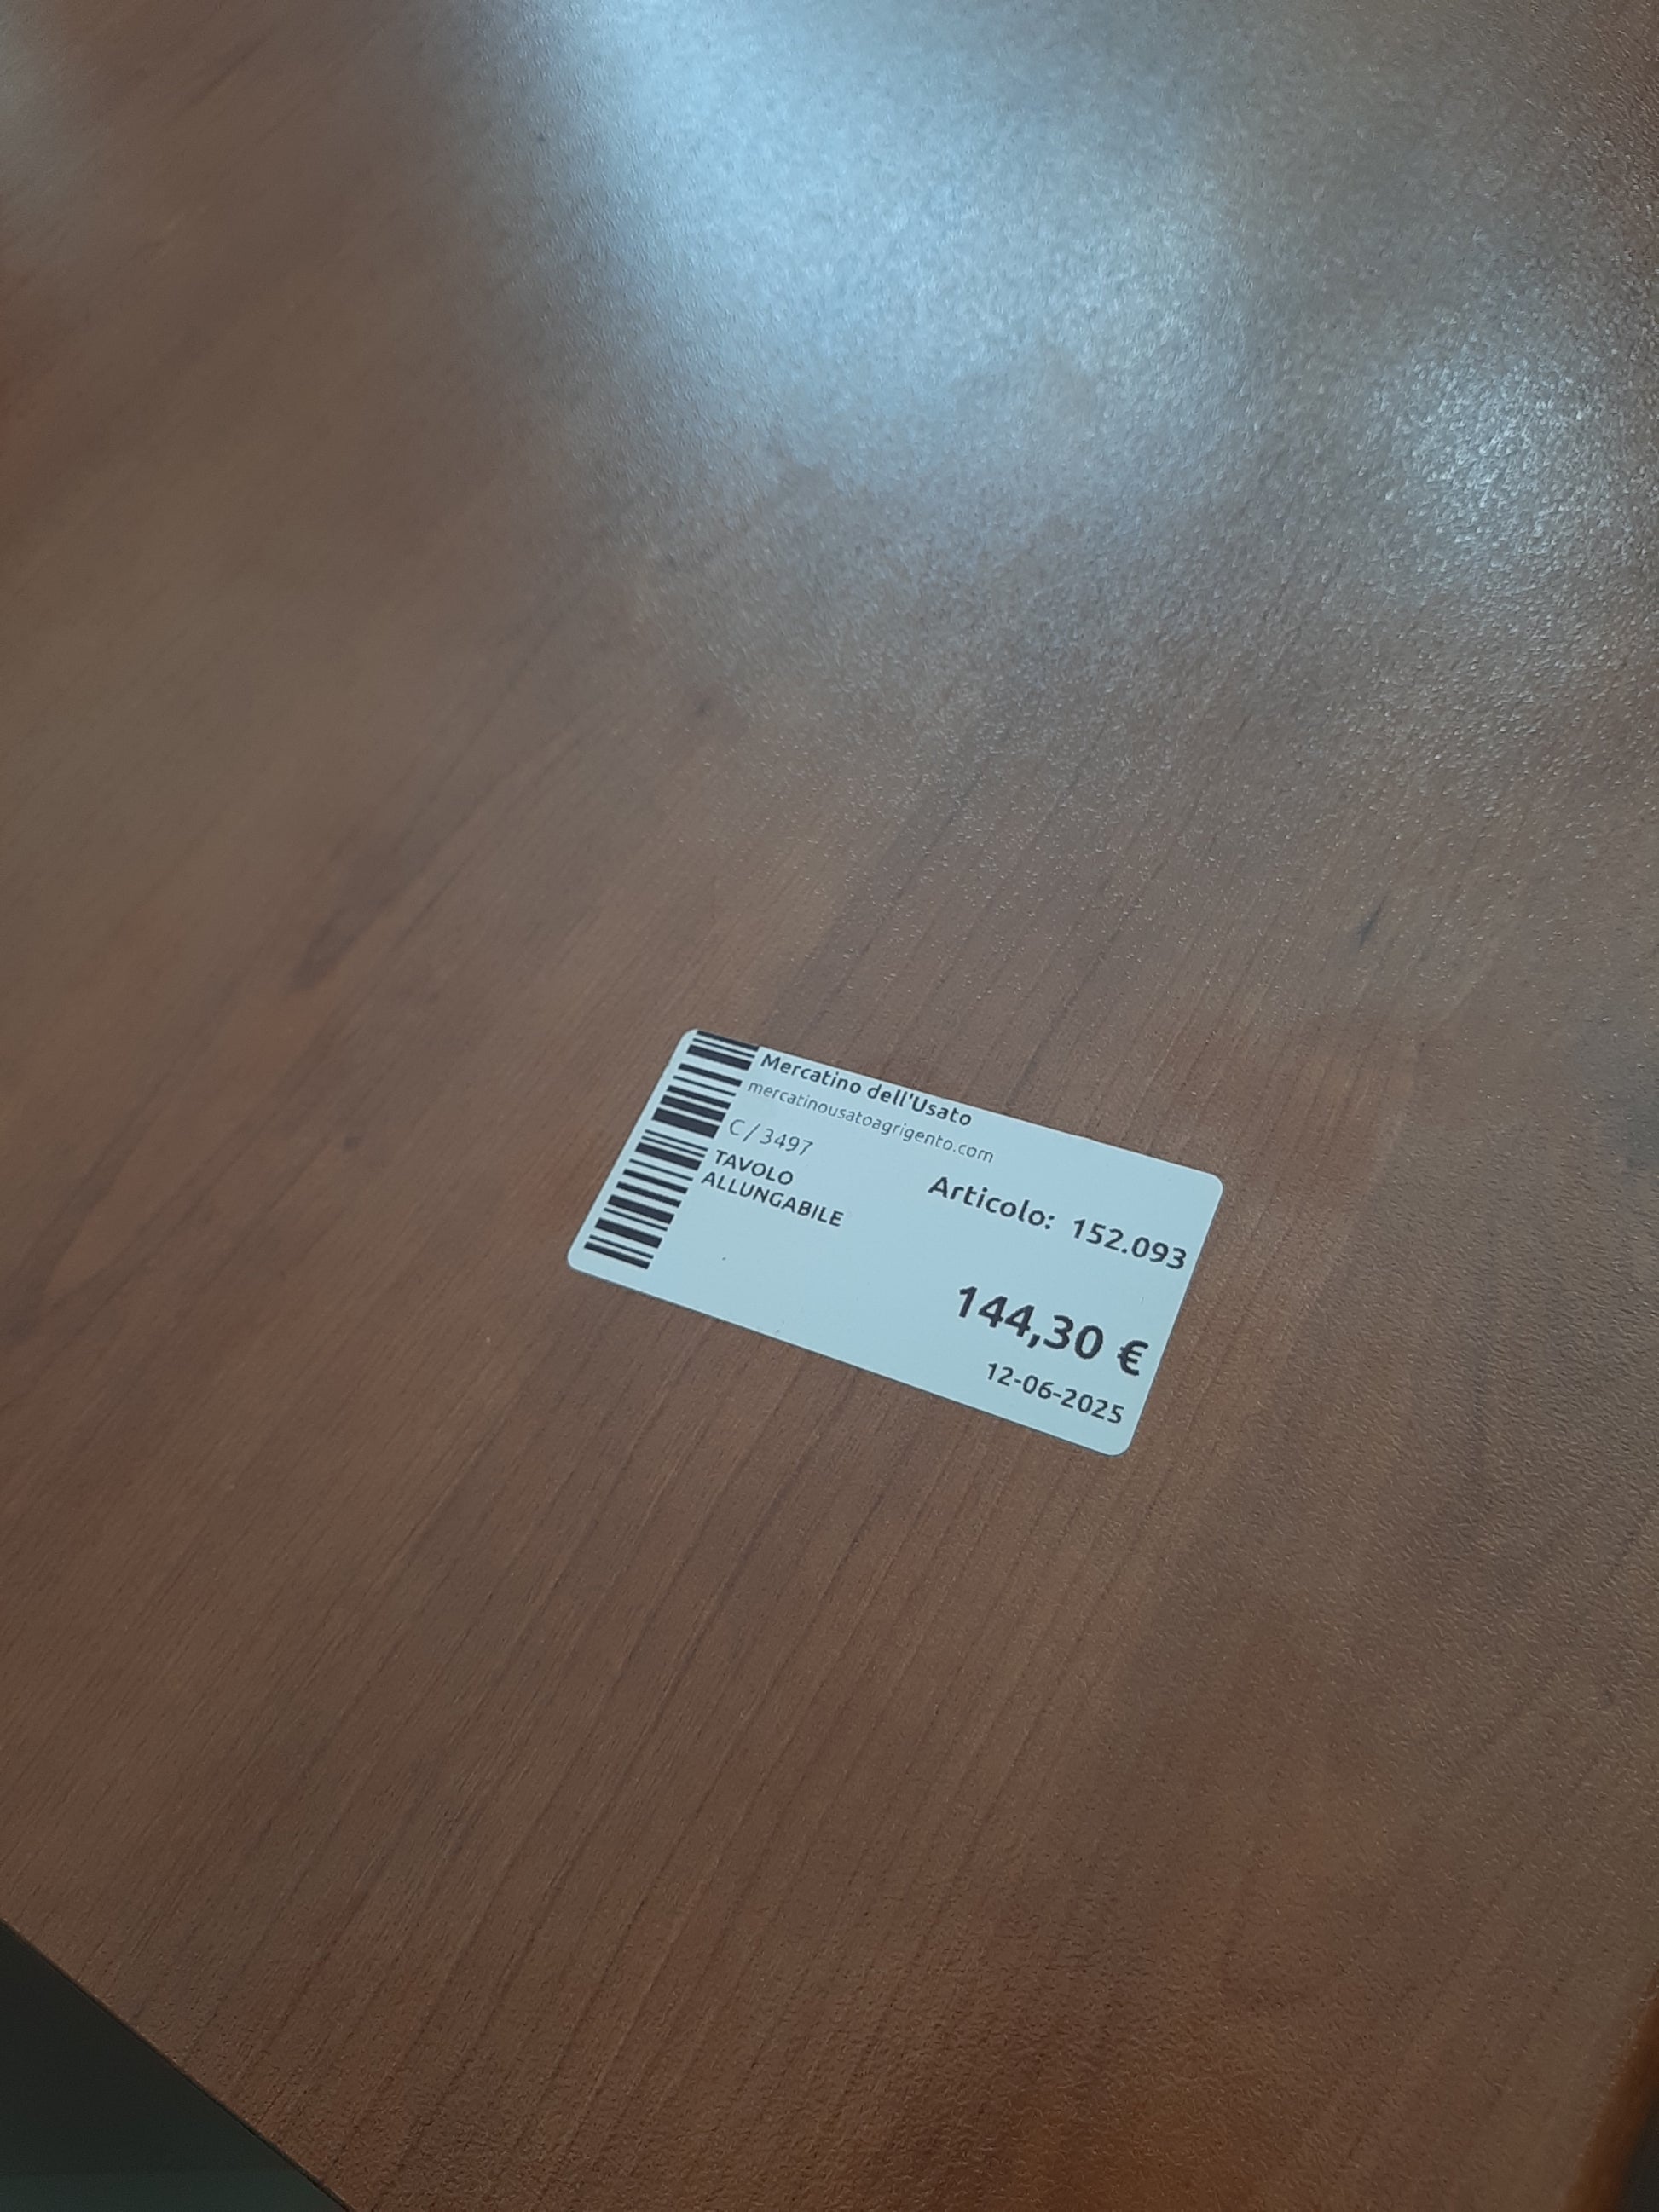 Mercatino dell'Usato
mercatinousatoagrigento.com
C/3497
TAVOLO
ALLUNGABILE
Articolo: 152.093
144,30 €
12-06-2025